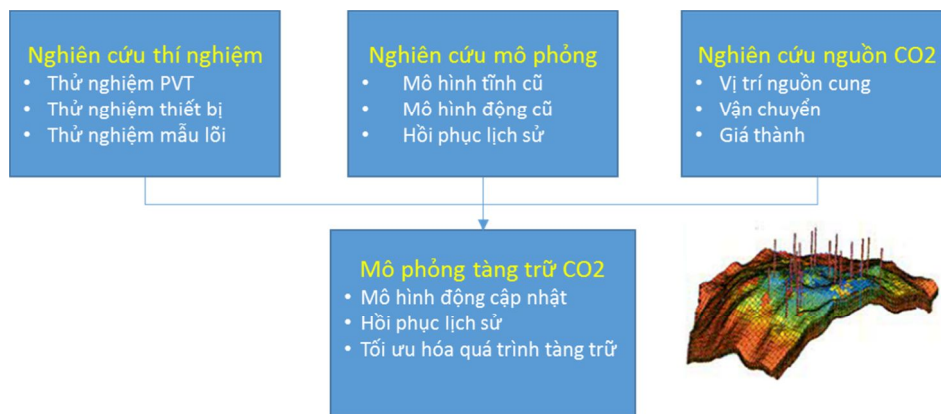 Nghiên cứu thí nghiệm
• Thử nghiệm PVT
• Thử nghiệm thiết bị
• Thử nghiệm mẫu lõi
Nghiên cứu mô phỏng
• Mô hình tĩnh cũ
• Mô hình động cũ
• Hồi phục lịch sử
Nghiên cứu nguồn CO2
• Vị trí nguồn cung
• Vận chuyển
• Giá thành
Mô phỏng tàng trữ CO2
• Mô hình động cập nhật
• Hồi phục lịch sử
• Tối ưu hóa quá trình tàng trữ